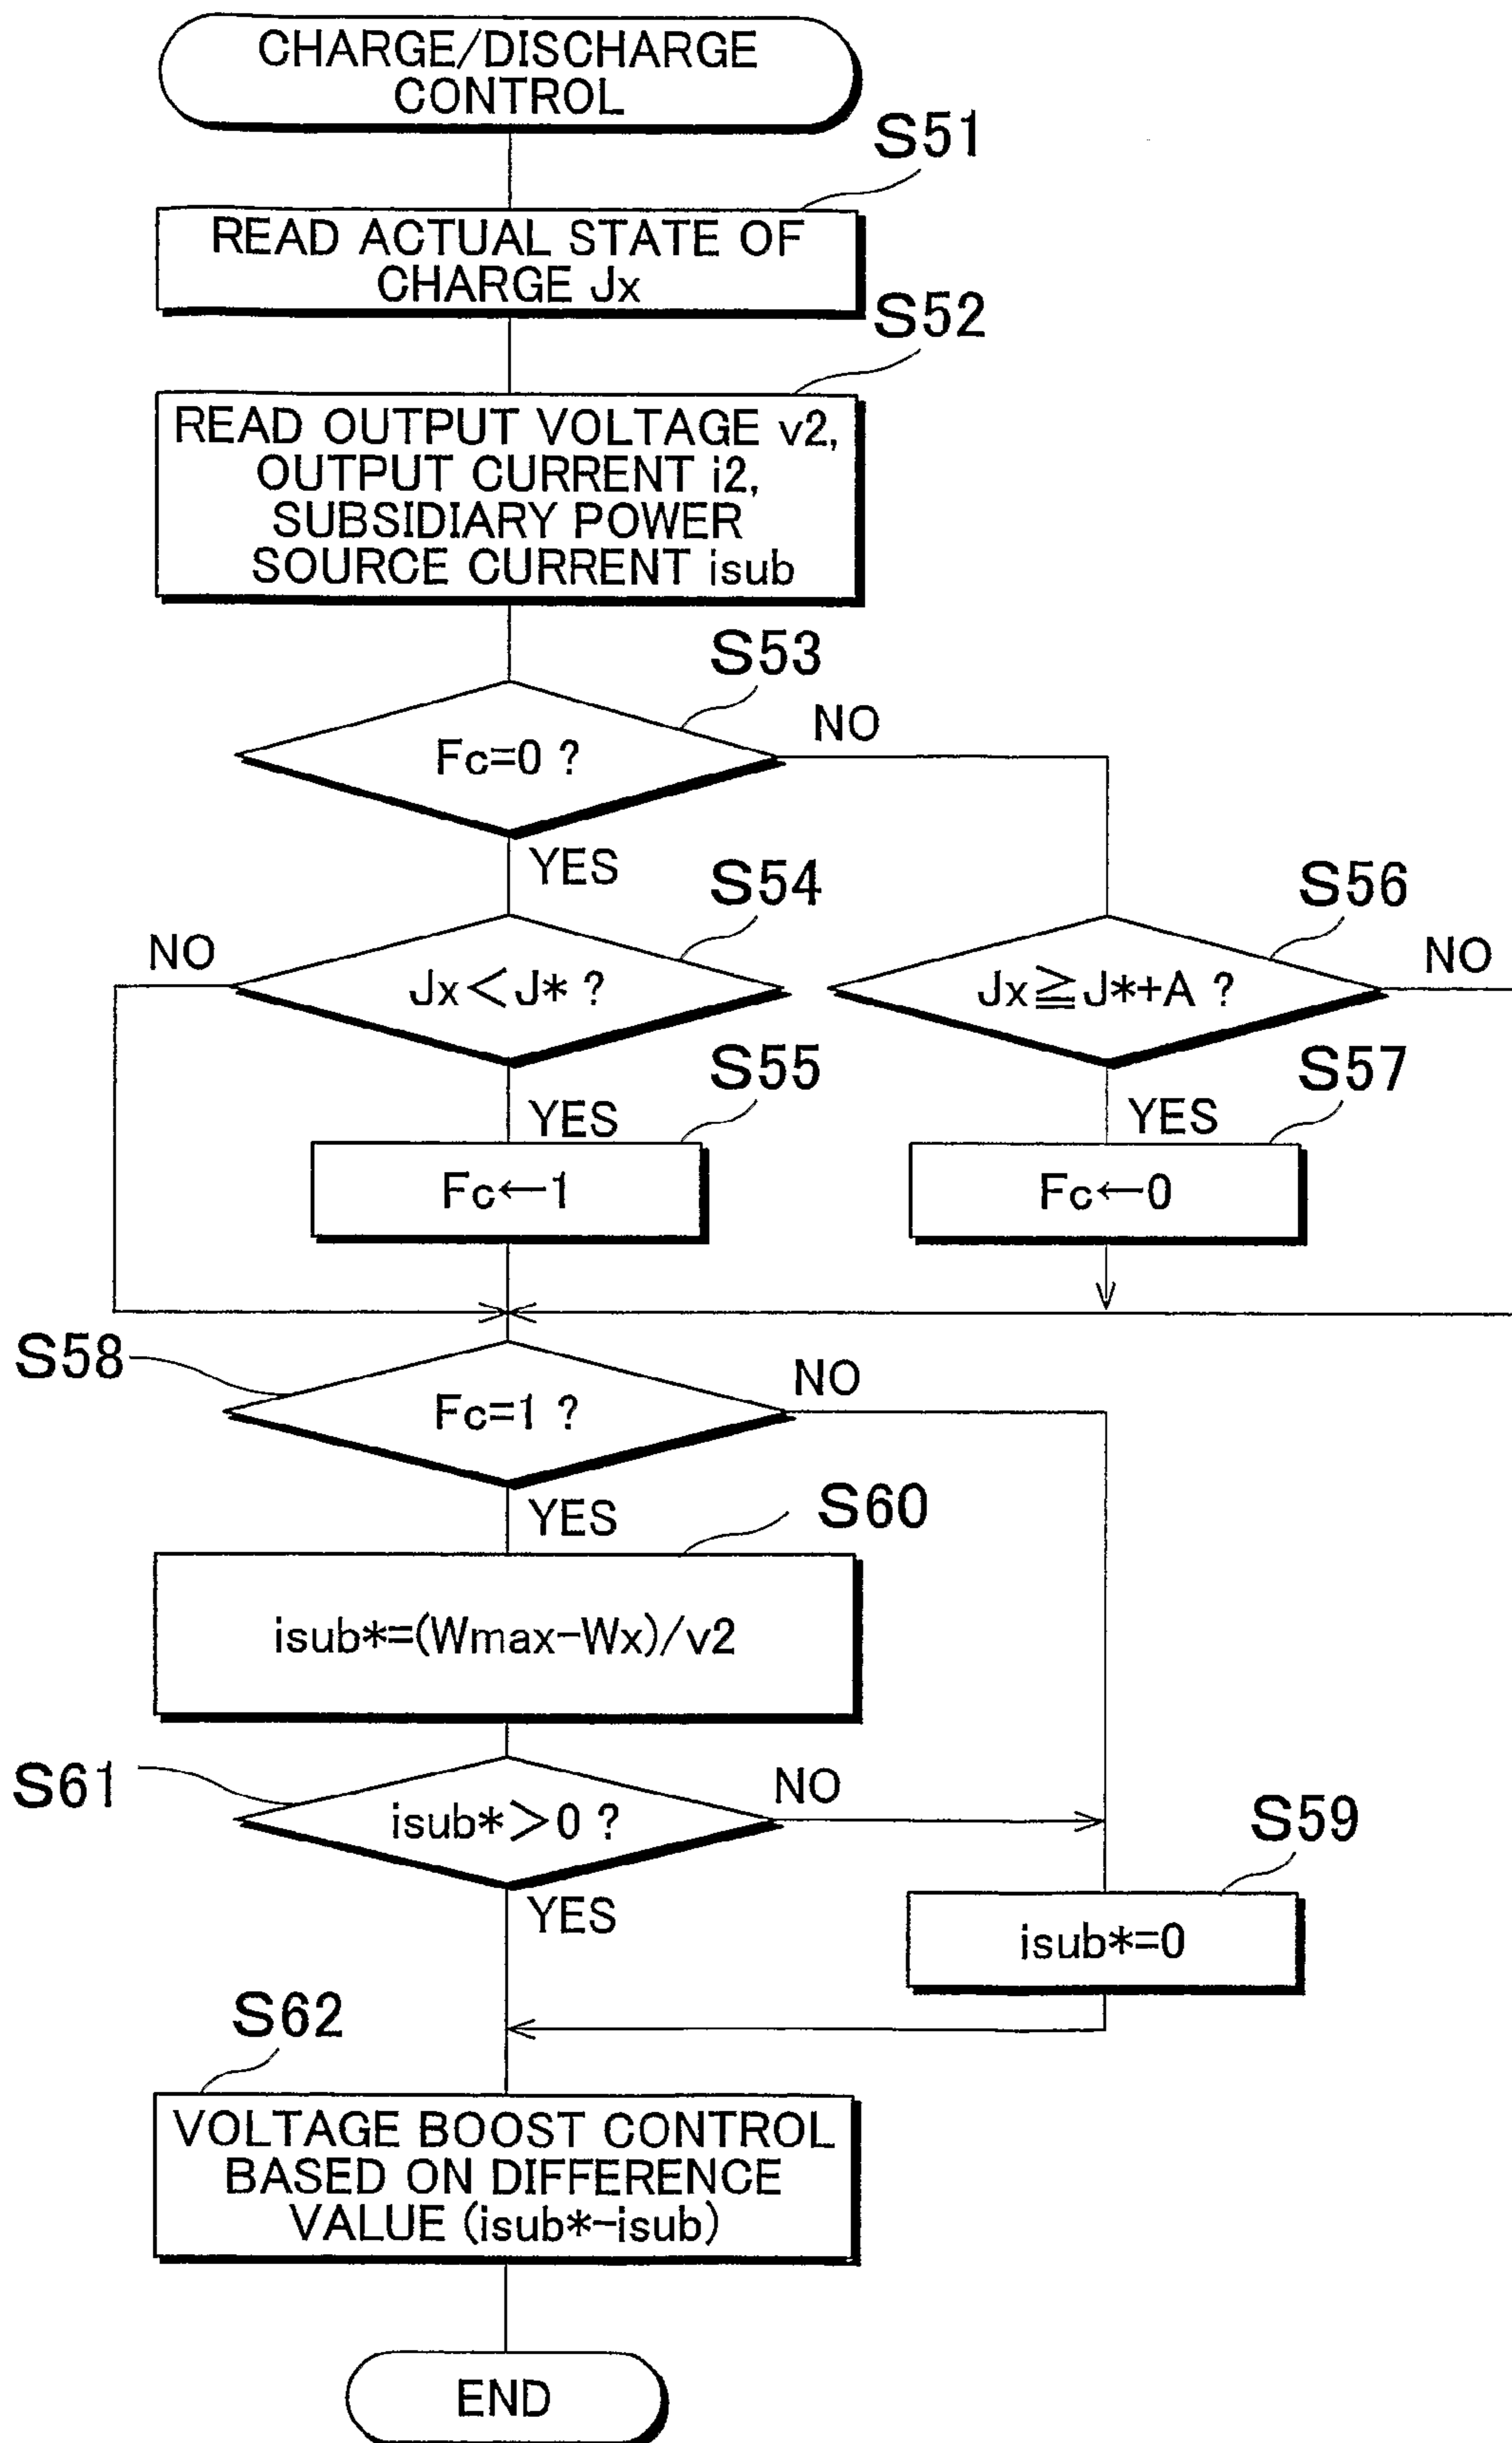 CHARGE/DISCHARGE
CONTROL
S51
READ ACTUAL STATE OF
CHARGE Jx
S52
READ OUTPUT VOLTAGE v2,
OUTPUT CURRENT i2,
SUBSIDIARY POWER
SOURCE CURRENT isub
S53
Fc=0 ?
NO
YES
S54
NO
Jx<J* ?
S56
Jx≧J*+A ?
NO
YES
S55
Fc←1
YES
S57
Fc←0
S58
Fc=1 ?
NO
YES
S60
isub*=(Wmax-Wx)/v2
S61
isub*>0 ?
NO
YES
S59
isub*=0
S62
VOLTAGE BOOST CONTROL
BASED ON DIFFERENCE
VALUE (isub*-isub)
END